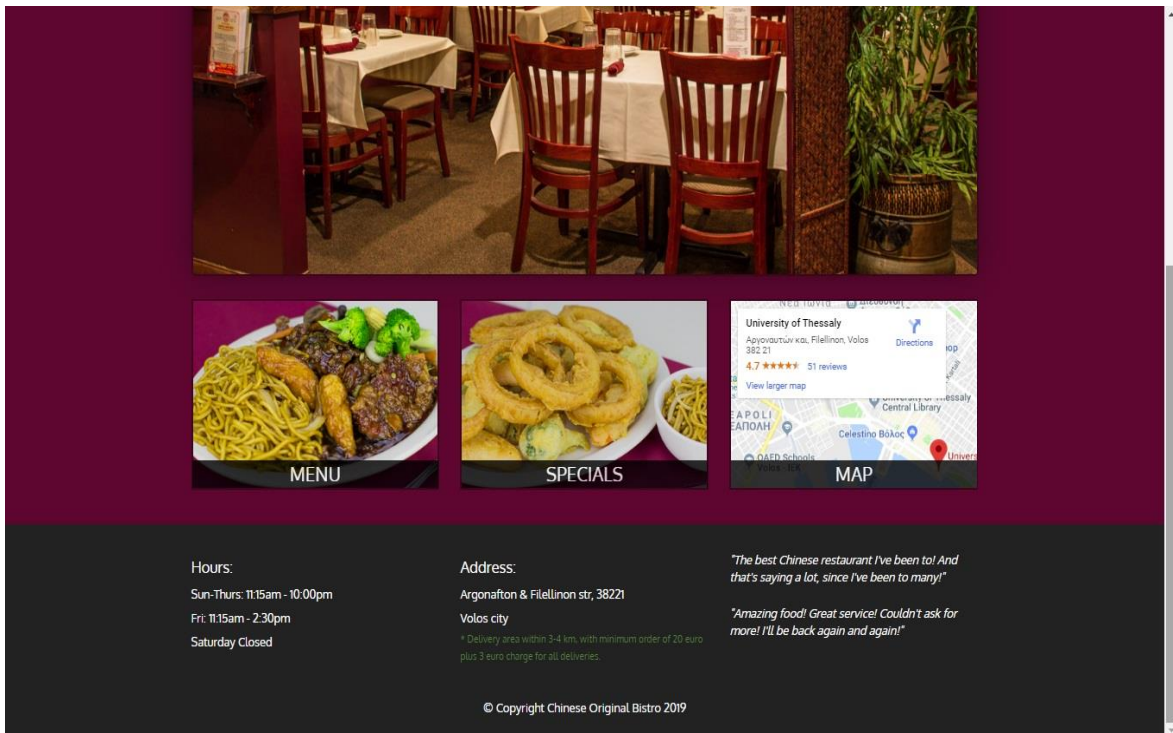 MENU
SPECIALS
University of Thessaly
Αργοναυτών και, Filellinon, Volos
382 21
4.7
51 reviews
View larger map
Directions
Central Library
Celestino Βόλος
ΕΑΠΟΛΗ
OAED Schools
MAP
Hours:
Sun-Thurs: 11:15am - 10:00pm
Fri: 11:15am - 2:30pm
Saturday Closed
Address:
Argonafton & Filellinon str, 38221
Volos city
* Delivery area within 3-4 km, with minimum order of 20 euro
plus 3 euro charge for all deliveries.
"The best Chinese restaurant I've been to! And
that's saying a lot, since I've been to many!"
"Amazing food! Great service! Couldn't ask for
more! I'll be back again and again!"
© Copyright Chinese Original Bistro 2019